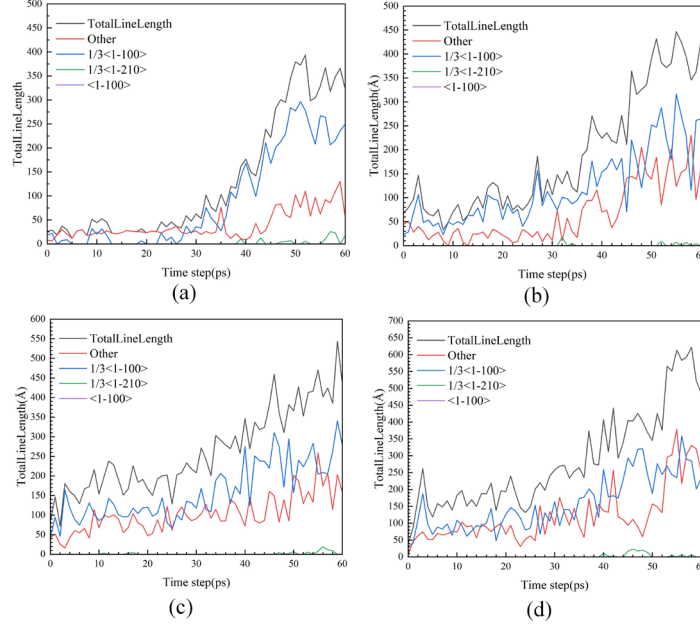 500
450
400
350
300
250
200
150
100
50
0
TotalLineLength
TotalLineLength
Other
1/3<1-100>
1/3<1-210>
<1-100>
0 10 20 30 40 50 60
Time step(ps)
(a)
500
450
400
350
300
250
200
150
100
50
0
TotalLineLength(Å)
TotalLineLength
Other
1/3<1-100>
1/3<1-210>
<1-100>
0 10 20 30 40 50 60
Time step(ps)
(b)
600
550
500
450
400
350
300
250
200
150
100
50
0
TotalLineLength(Å)
TotalLineLength
Other
1/3<1-100>
1/3<1-210>
<1-100>
0 10 20 30 40 50 60
Time step(ps)
(c)
700
650
600
550
500
450
400
350
300
250
200
150
100
50
0
TotalLineLength(Å)
TotalLineLength
Other
1/3<1-100>
1/3<1-210>
<1-100>
0 10 20 30 40 50 60
Time step(ps)
(d)